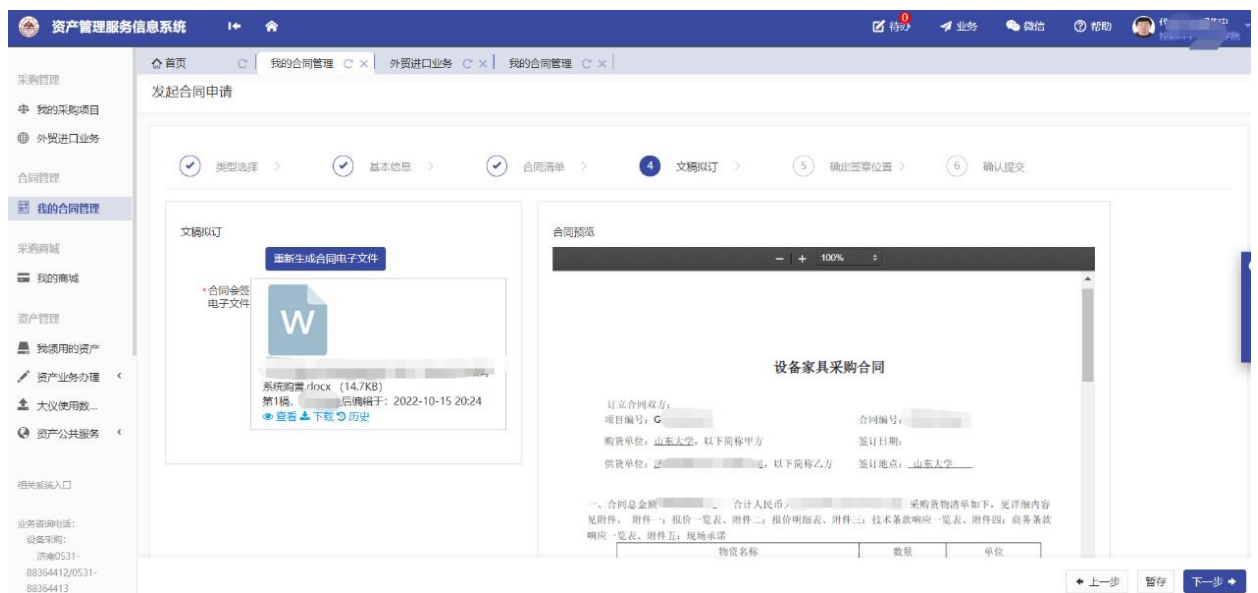 资产管理服务信息系统
待办 0 业务 微信 帮助
首页 我的合同管理 外贸进口业务 我的合同管理
发起合同申请
采购管理
我的采购项目
外贸进口业务
合同管理
我的合同管理
采购商城
我的商城
资产管理
我领用的资产
资产业务办理
大仪使用数...
资产公共服务
相关系统入口
业务咨询电话：
设备采购：
济南0531-
88364412/0531-
88364413
类型选择 基本信息 合同清单 4 文稿拟订 5 确定签章位置 6 确认提交
文稿拟订
重新生成合同电子文件
*合同会签
电子文件
W
系统购置.docx (14.7KB)
第1稿, 后编辑于：2022-10-15 20:24
查看 下载 历史
合同预览
— + 100%
设备家具采购合同
订立合同双方：
项目编号：G 合同编号：
购货单位：山东大学，以下简称甲方 签订日期：
供货单位：济 ，以下简称乙方 签订地点：山东大学
一、合同总金额 合计人民币 采购货物清单如下，更详细内容
见附件， 附件一：报价一览表、附件二：报价明细表、附件三：技术条款响应一览表、附件四：商务条款
响应一览表、附件五：现场承诺
物资名称 数量 单位
上一步 暂存 下一步